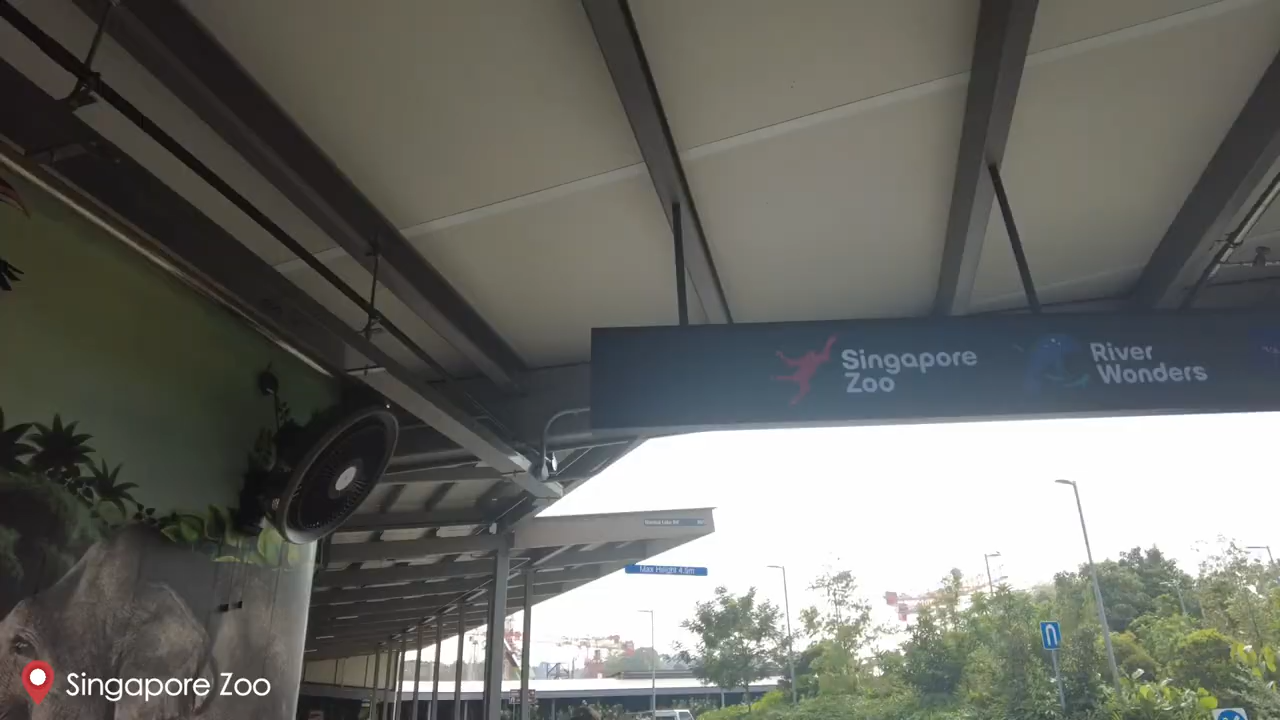 Singapore
Zoo
River
Wonders
Max Height 4.5m
Singapore Zoo